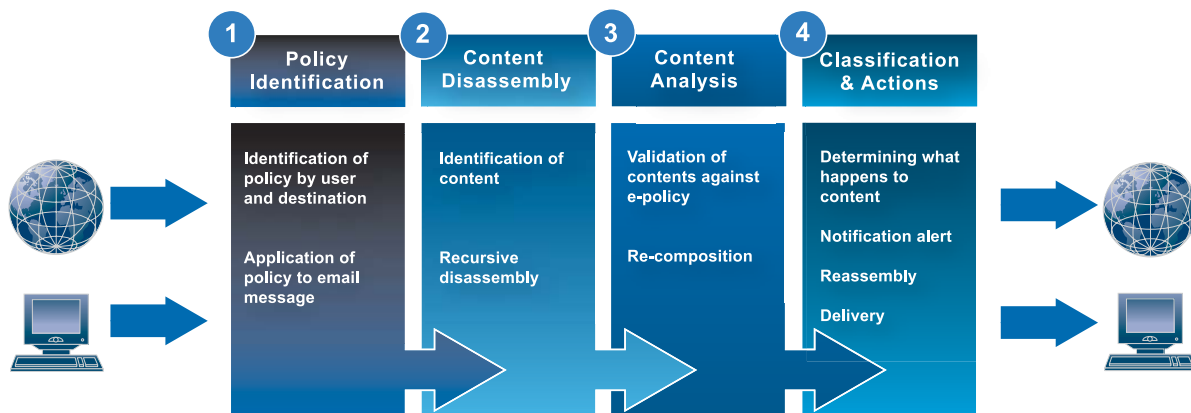 1
Policy
Identification
2
Content
Disassembly
3
Content
Analysis
4
Classification
& Actions
Identification of
policy by user
and destination
Application of
policy to email
message
Identification of
content
Recursive
disassembly
Validation of
contents against
e-policy
Re-composition
Determining what
happens to
content
Notification alert
Reassembly
Delivery